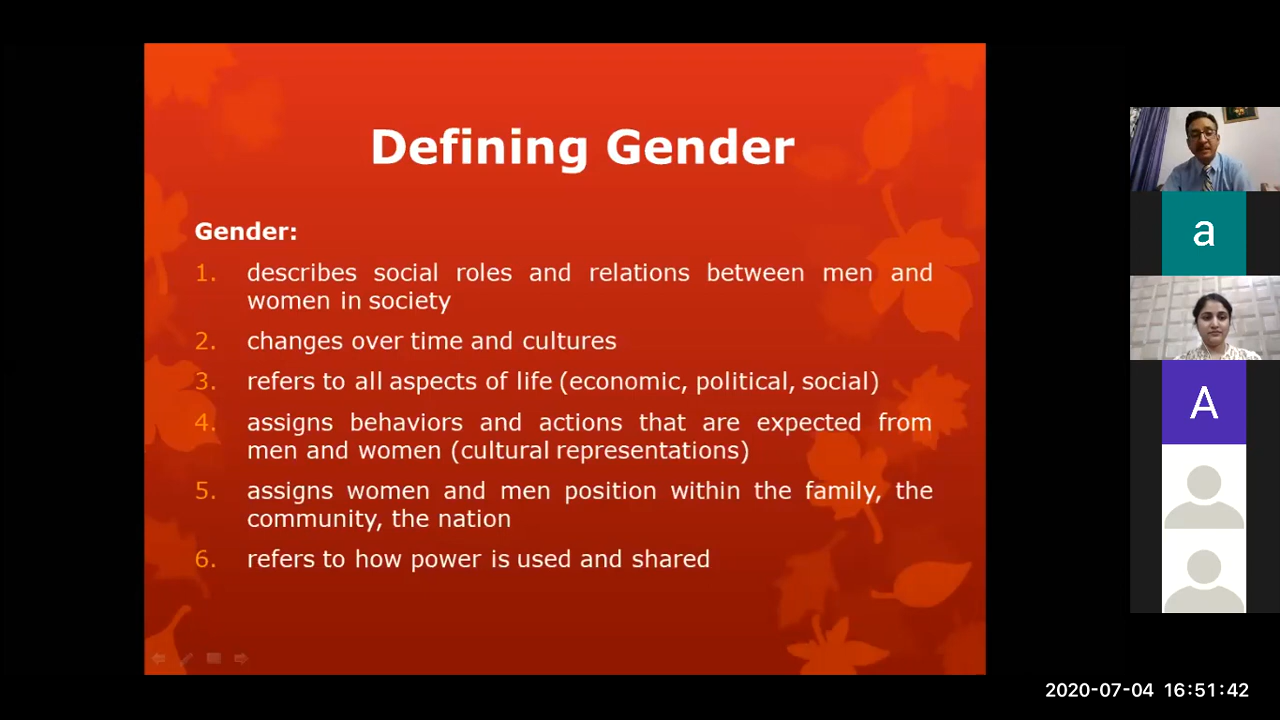 Defining Gender
Gender:
1. describes social roles and relations between men and
women in society
2. changes over time and cultures
3. refers to all aspects of life (economic, political, social)
4. assigns behaviors and actions that are expected from
men and women (cultural representations)
5. assigns women and men position within the family, the
community, the nation
6. refers to how power is used and shared
a
A
2020-07-04 16:51:42